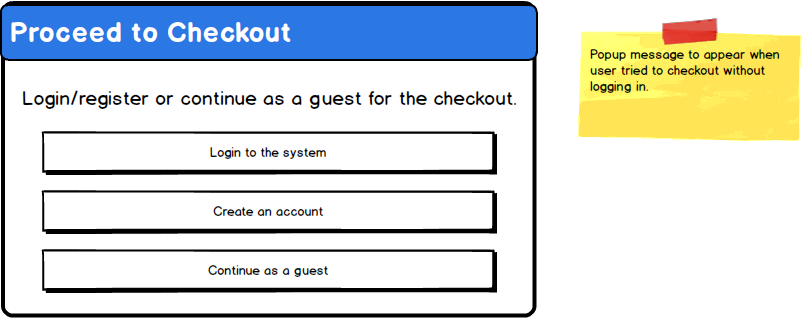 Proceed to Checkout
Login/register or continue as a guest for the checkout.
Login to the system
Create an account
Continue as a guest
Popup message to appear when
user tried to checkout without
logging in.